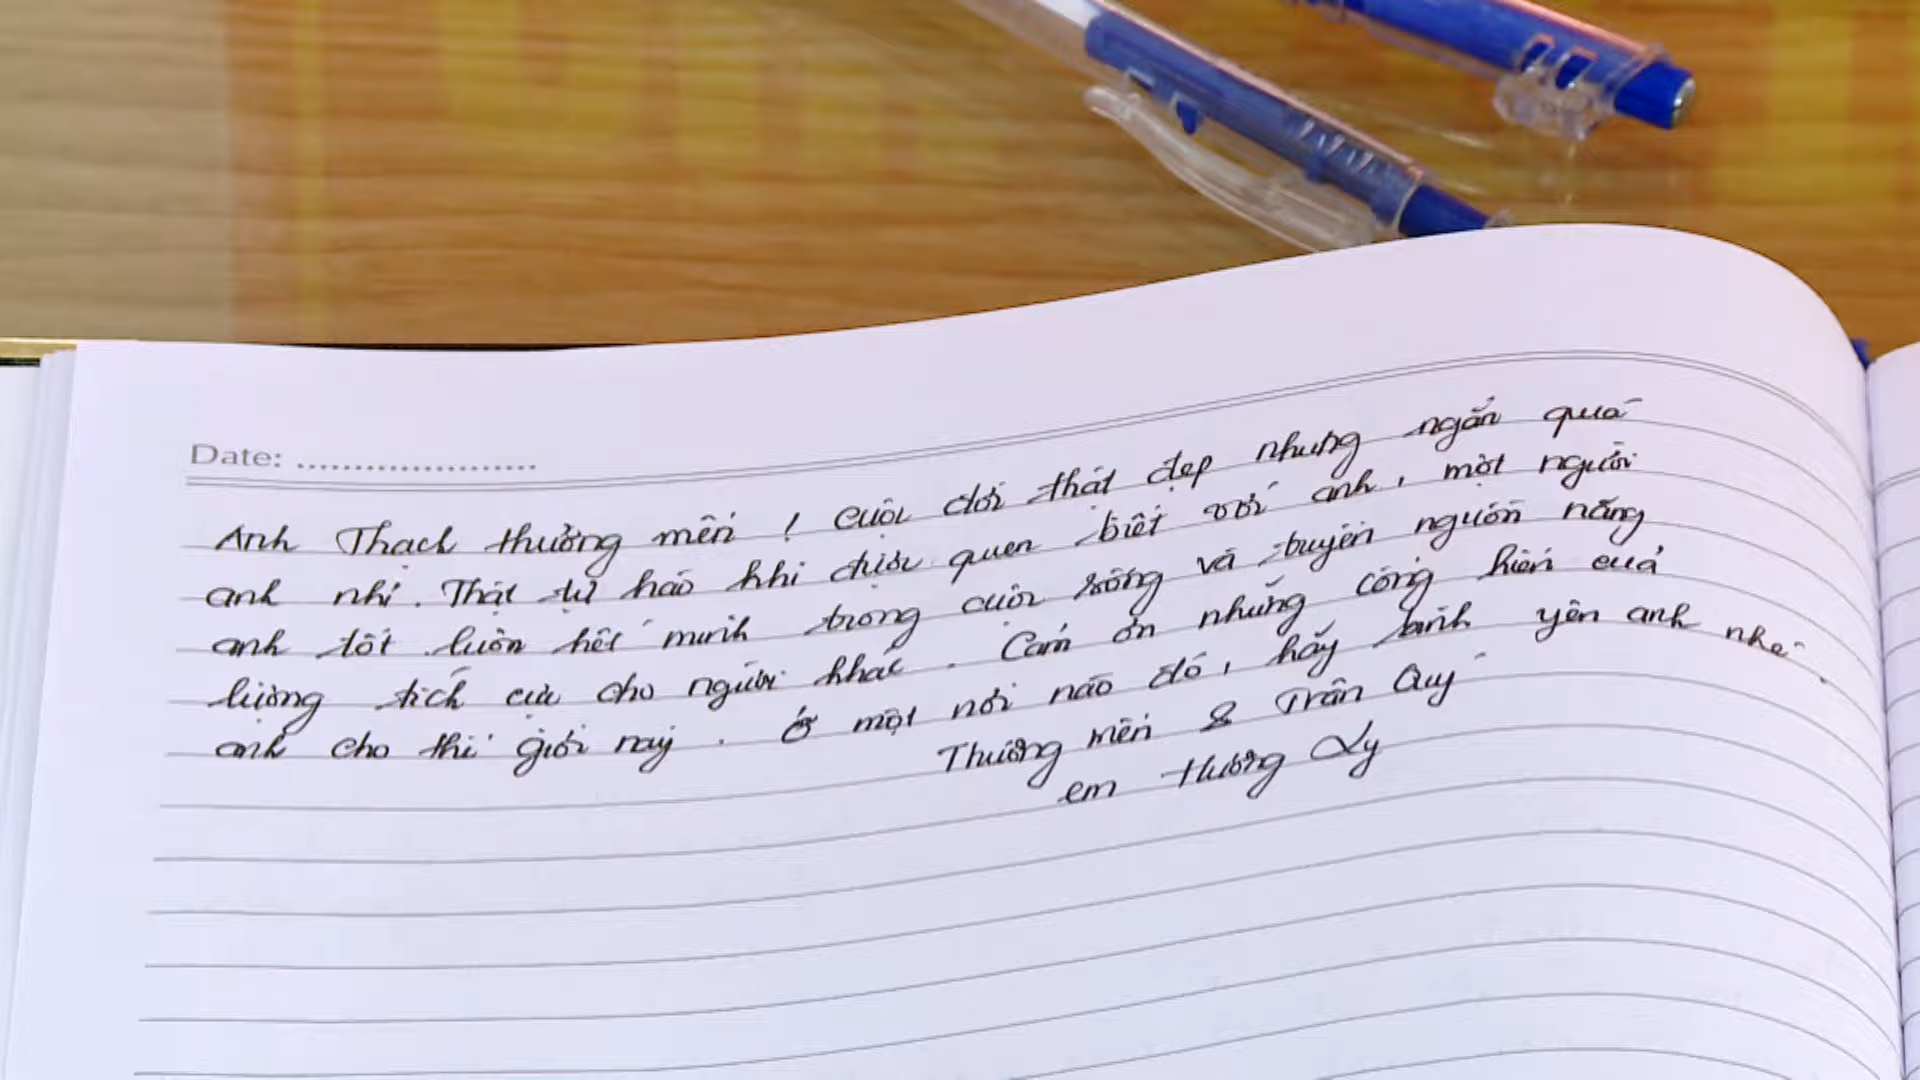 Date: .....................
Anh Thạch thương mến ! Cuộc đời thật đẹp nhưng ngắn quá
anh nhỉ. Thật tự hào khi được quen biết với anh, một người
anh tốt luôn hết mình trong cuộc sống và truyền nguồn năng
lượng tích cực cho người khác. Cám ơn những cống hiến của
anh cho thế giới này. Ở một nơi nào đó, hãy bình yên anh nhé.
Thương mến & Trân Quý
em Hương Ly